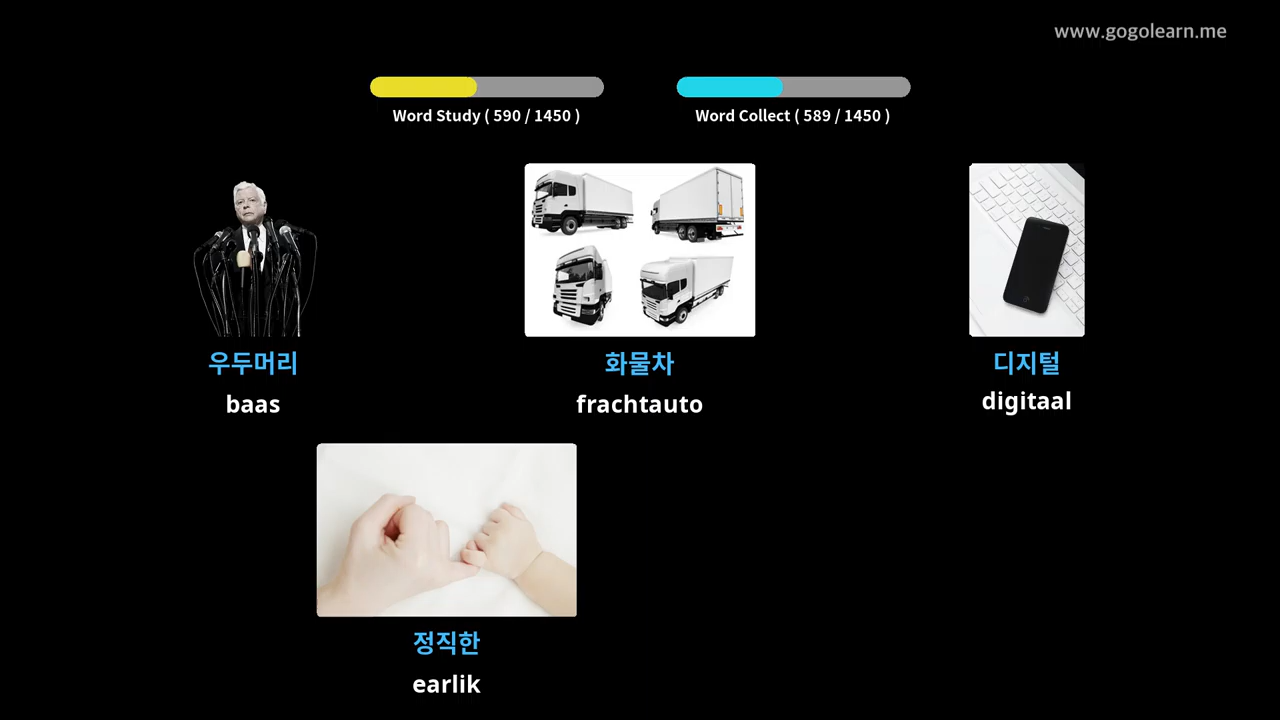 www.gogolearn.me
Word Study ( 590 / 1450 )
Word Collect ( 589 / 1450 )
우두머리
baas
화물차
frachtauto
디지털
digitaal
정직한
earlik